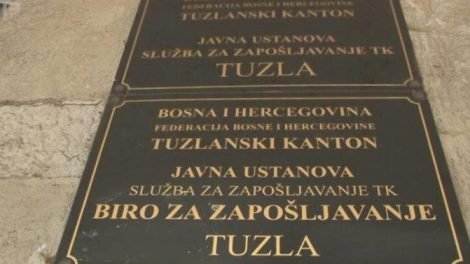 FEDERACIJA BOSNE I HERCEGOVINE
TUZLANSKI KANTON
JAVNA USTANOVA
SLUŽBA ZA ZAPOŠLJAVANJE TK
TUZLA
BOSNA I HERCEGOVINA
FEDERACIJA BOSNE I HERCEGOVINE
TUZLANSKI KANTON
JAVNA USTANOVA
SLUŽBA ZA ZAPOŠLJAVANJE TK
BIRO ZA ZAPOŠLJAVANJE
TUZLA